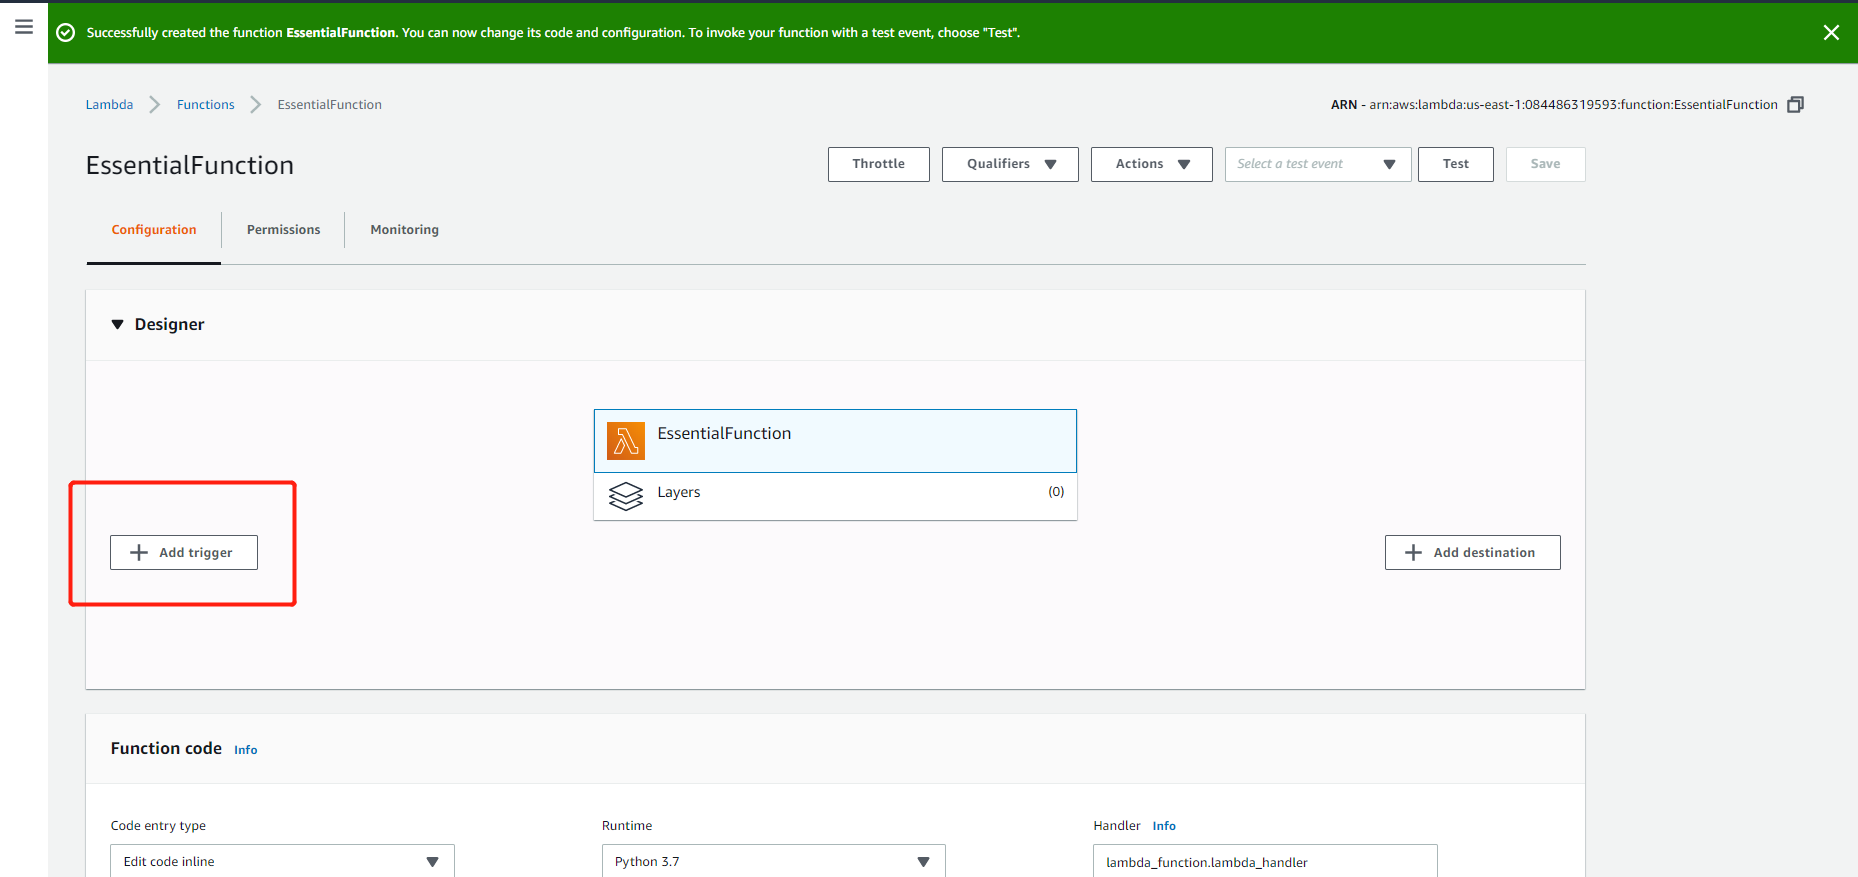 Successfully created the function EssentialFunction. You can now change its code and configuration. To invoke your function with a test event, choose "Test".
Lambda Functions EssentialFunction
ARN - arn:aws:lambda:us-east-1:084486319593:function:EssentialFunction
EssentialFunction
Throttle Qualifiers Actions Select a test event Test Save
Configuration Permissions Monitoring
Designer
EssentialFunction
Layers (0)
Add trigger
Add destination
Function code Info
Code entry type Runtime Handler Info
Edit code inline Python 3.7 lambda_function.lambda_handler